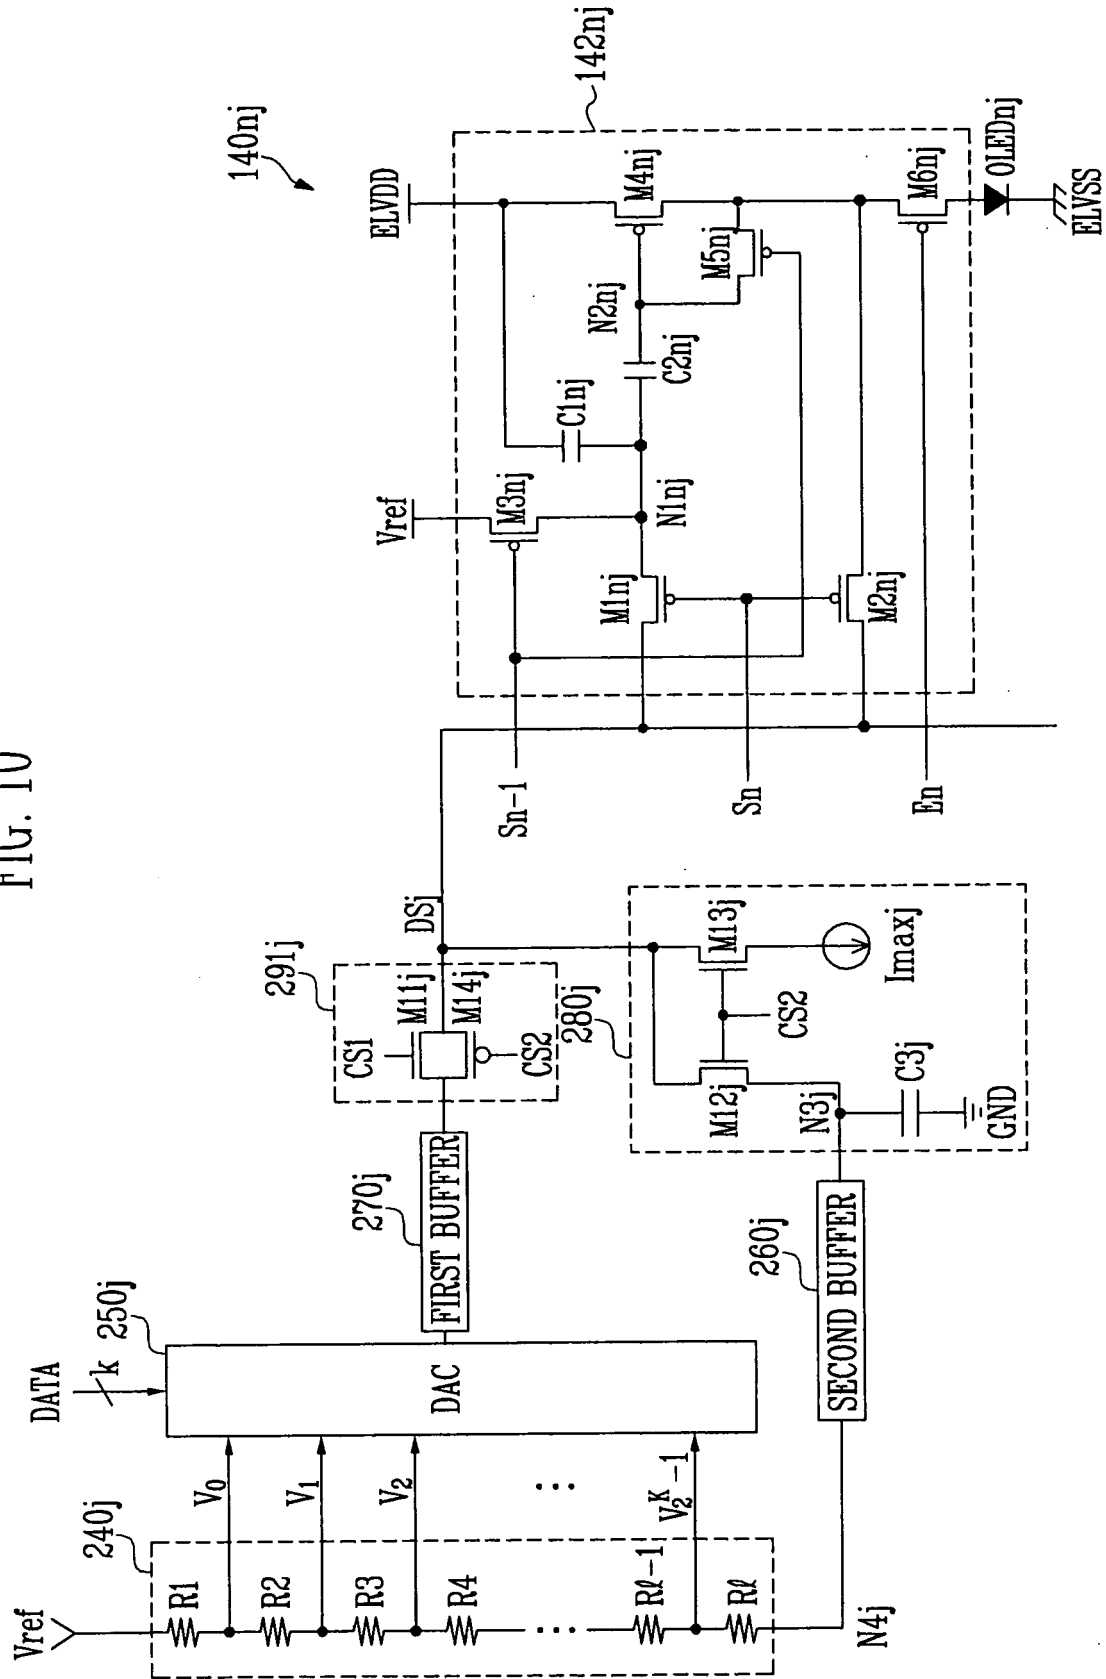 FIG. 10
Vref
240j
R1
R2
R3
R4
...
Rℓ-1
Rℓ
N4j
V0
V1
V2
...
V2^K-1
DATA
k
250j
DAC
270j
FIRST BUFFER
260j
SECOND BUFFER
291j
CS1
M11j
M14j
CS2
DSj
280j
M12j
M13j
CS2
N3j
C3j
GND
Imaxj
Sn-1
Sn
En
140nj
142nj
Vref
M3nj
ELVDD
C1nj
N1nj
C2nj
N2nj
M4nj
M5nj
M1nj
M2nj
M6nj
OLEDnj
ELVSS